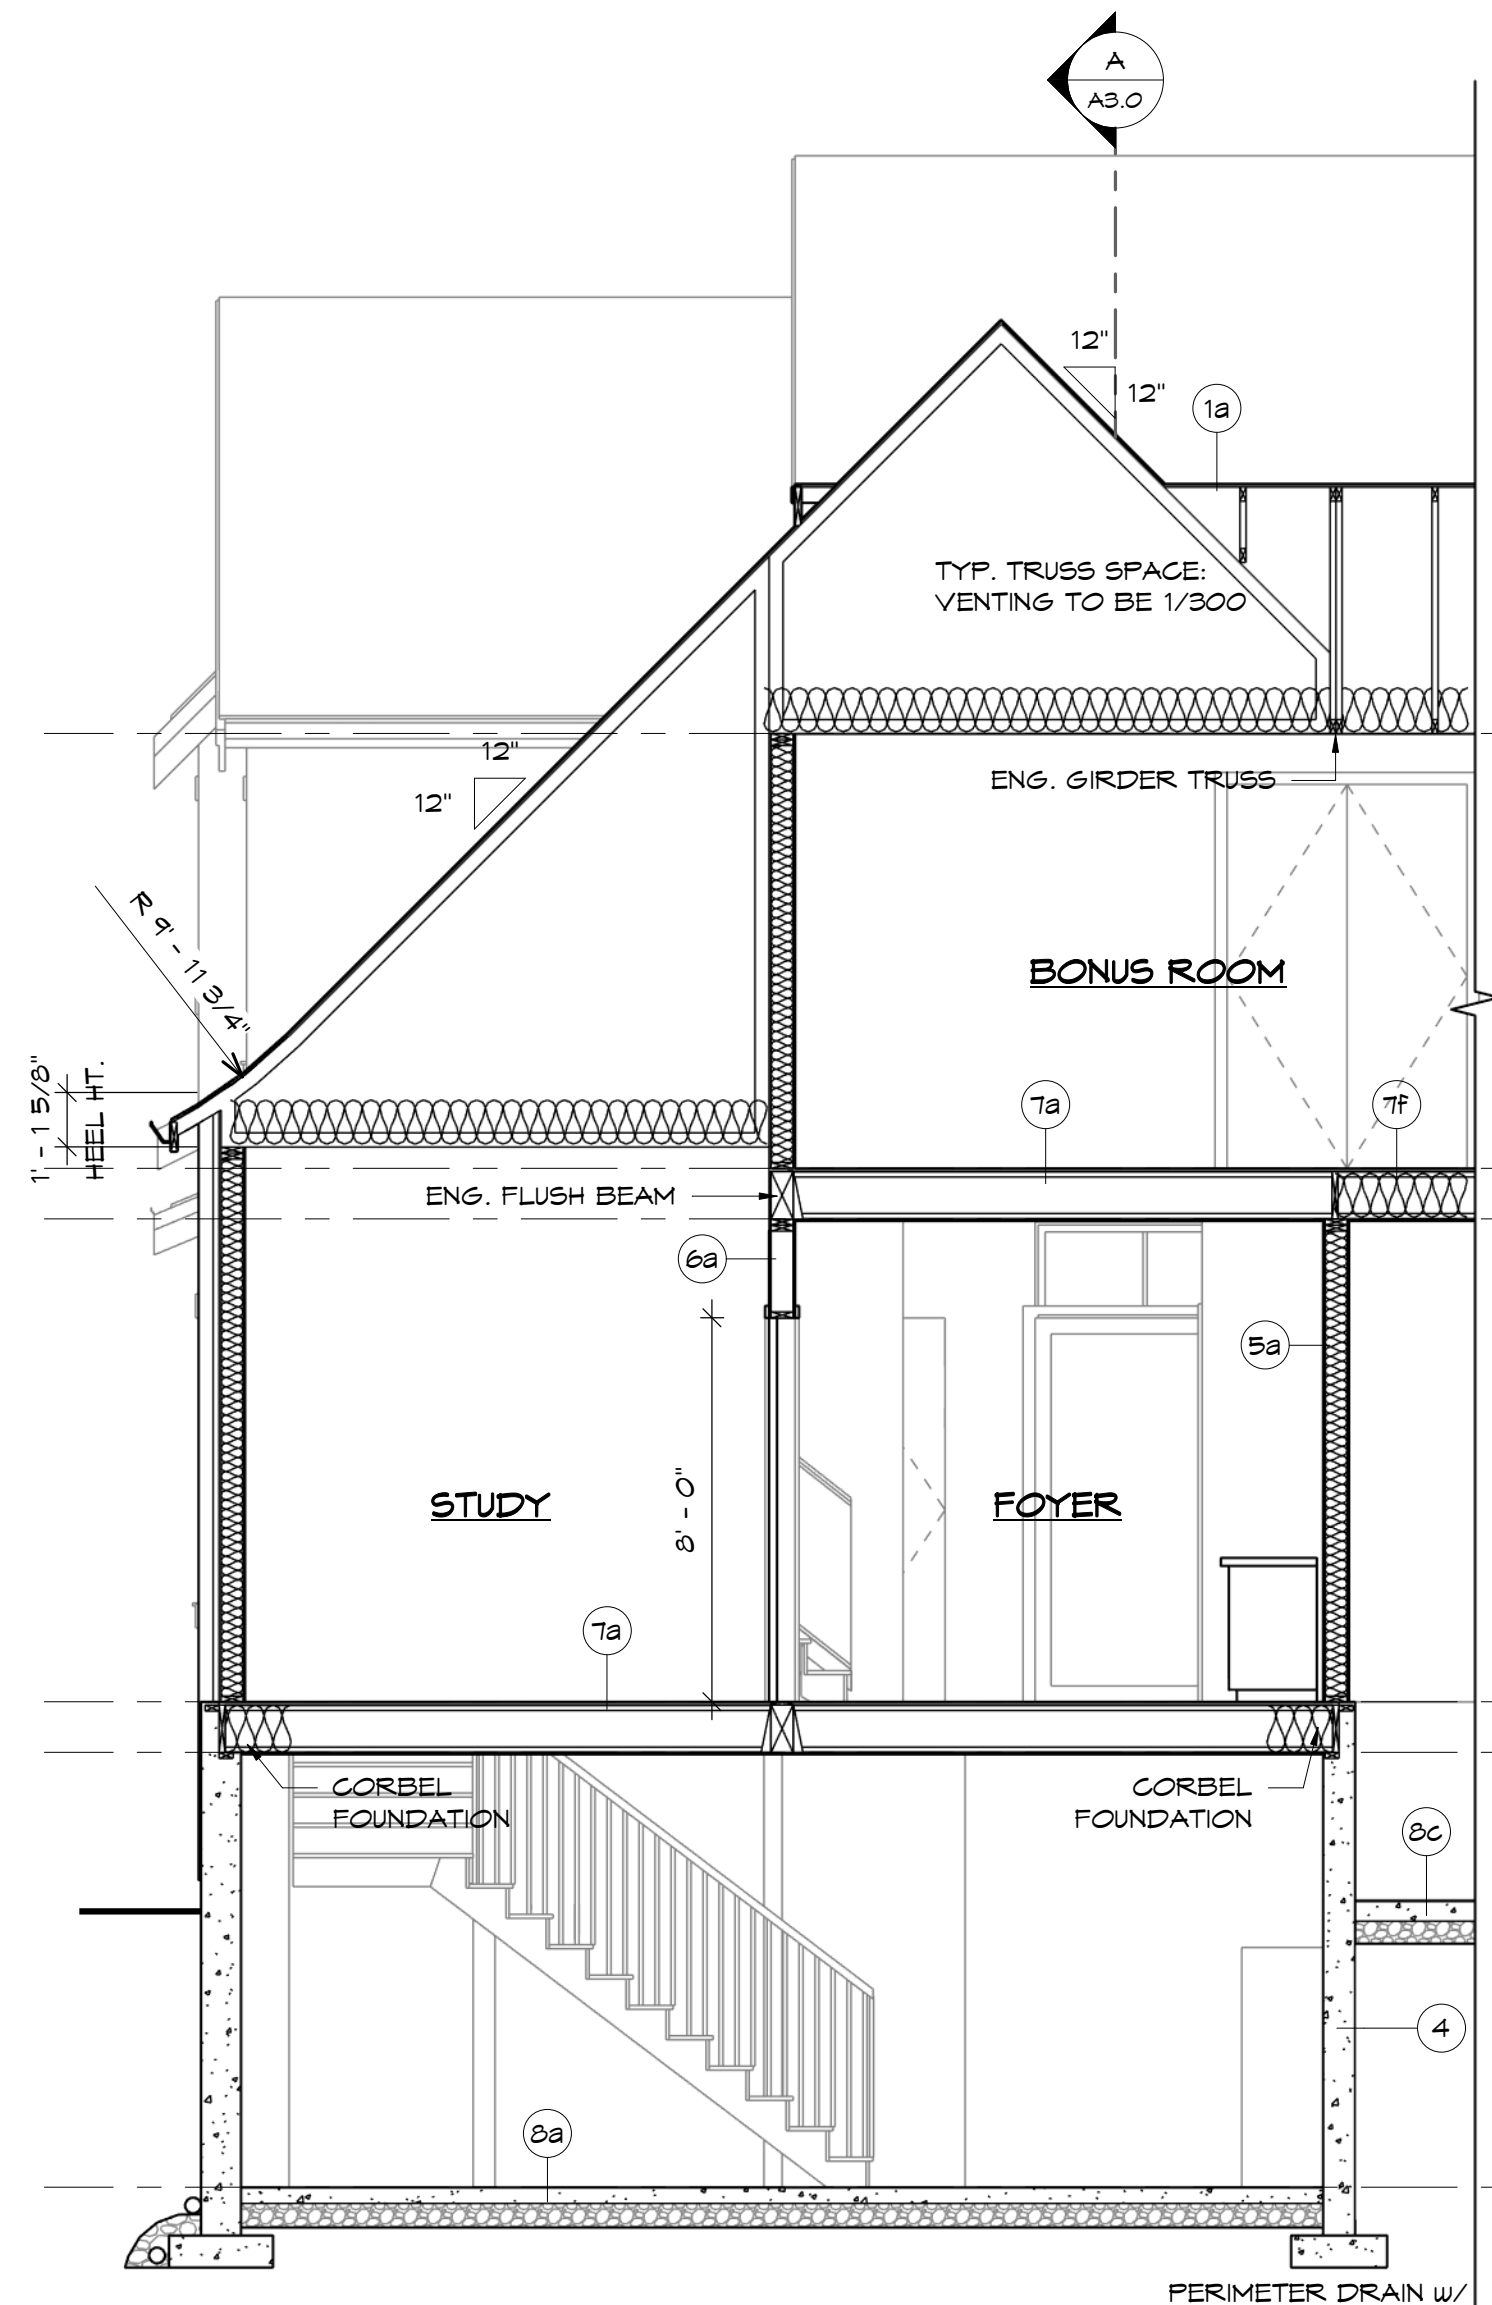 A
A3.0
12"
12"
1a
TYP. TRUSS SPACE:
VENTING TO BE 1/300
12"
12"
ENG. GIRDER TRUSS
R 9' - 11 3/4"
BONUS ROOM
1' - 1 5/8"
HEEL HT.
7a
7f
ENG. FLUSH BEAM
6a
5a
8' - 0"
STUDY
FOYER
7a
CORBEL
FOUNDATION
CORBEL
FOUNDATION
8c
4
8a
PERIMETER DRAIN W/